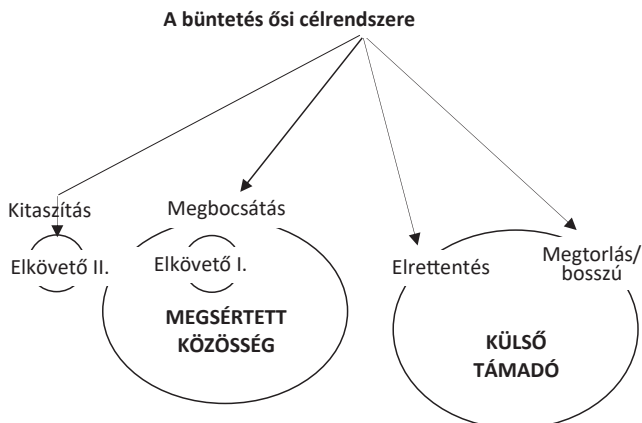 A büntetés ősi célrendszere
Kitaszítás
Megbocsátás
Elkövető II.
Elkövető I.
Elrettentés
Megtorlás/
bosszú
MEGSÉRTETT
KÖZÖSSÉG
KÜLSŐ
TÁMADÓ